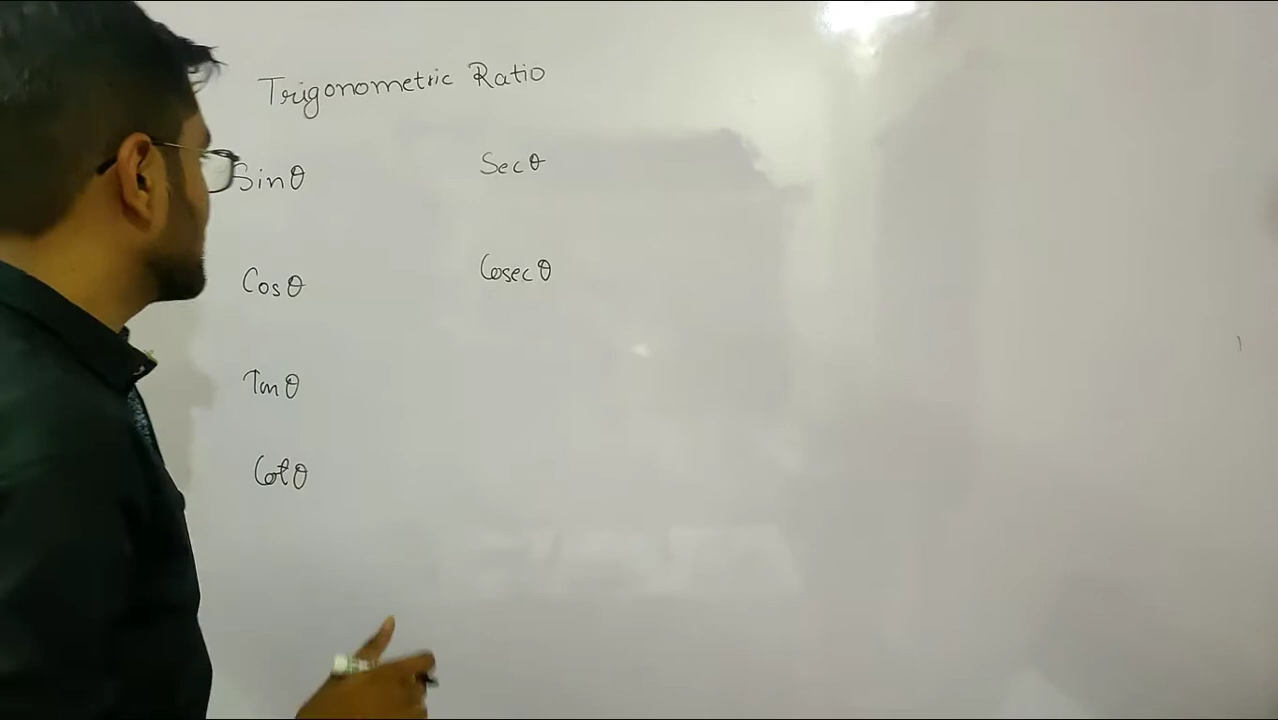 Trigonometric Ratio
Sinθ
Secθ
Cosθ
Cosecθ
Tanθ
Cotθ